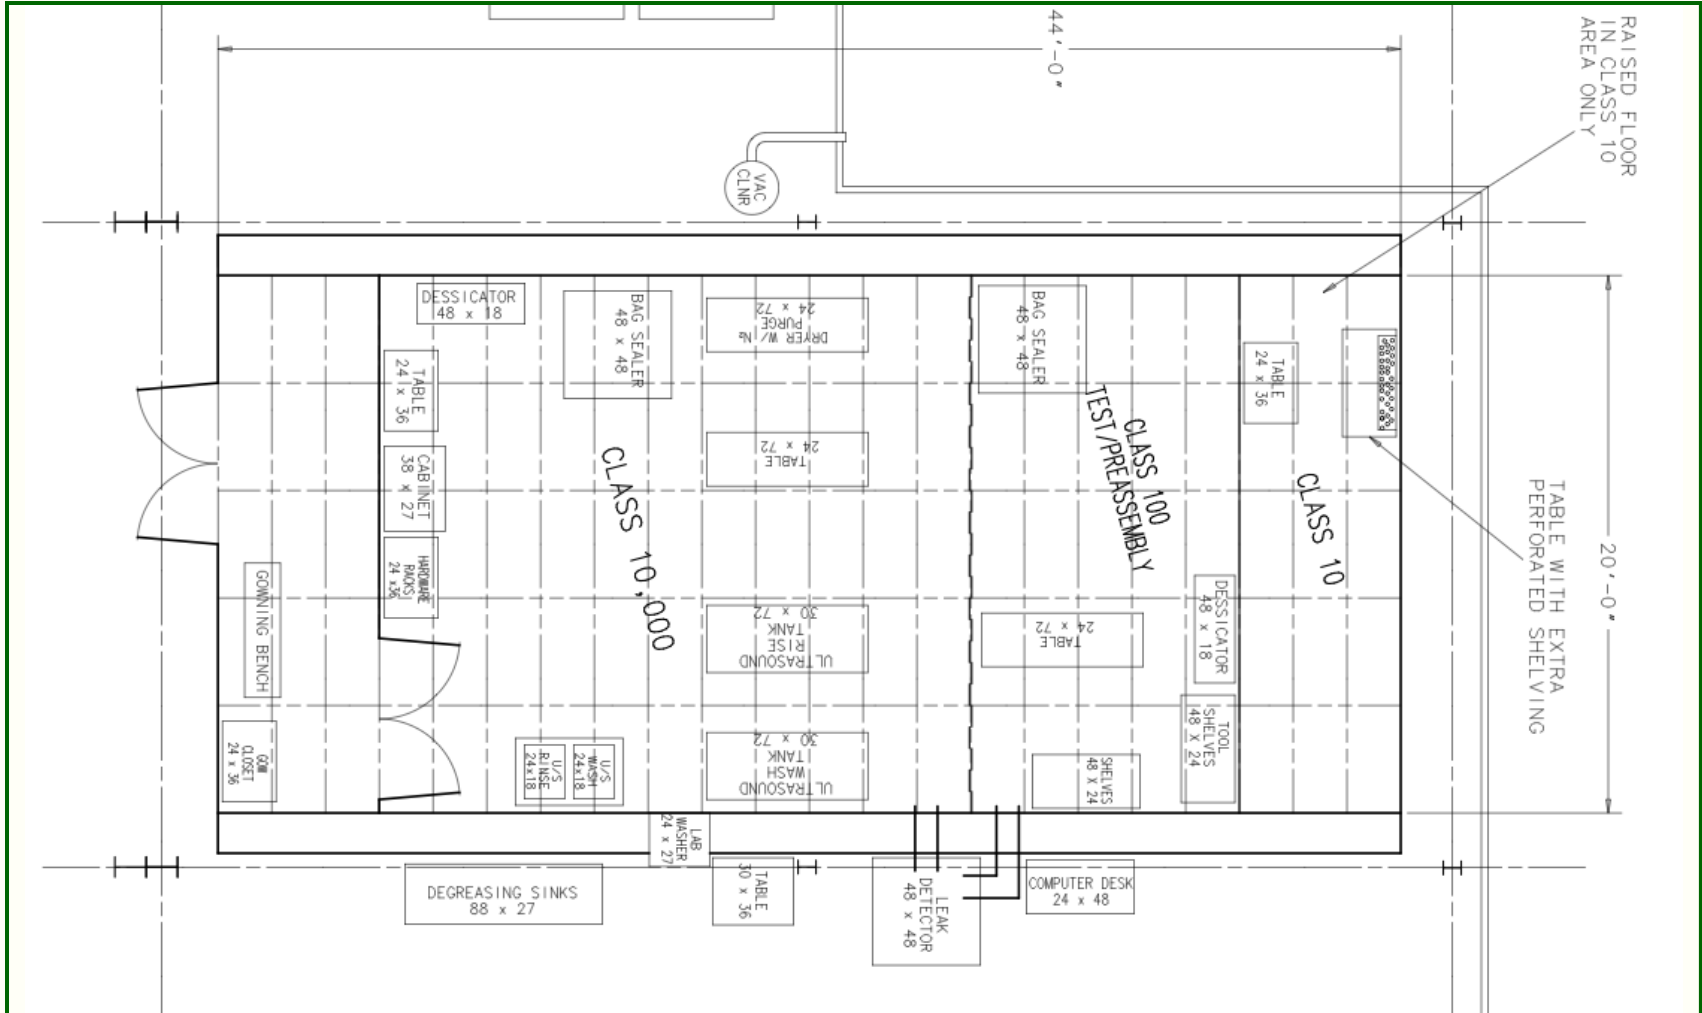 RAISED FLOOR
IN CLASS 10
AREA ONLY
44'-0"
VAC
CLNR
DESSICATOR
48 x 18
BAG SEALER
48 x 48
DRYER W/ N2
PURGE
24 x 72
BAG SEALER
48 x 48
TABLE
24 x 36
TABLE
24 x 36
CABINET
38 x 27
HARDWARE
RACKS
24 x36
TABLE
24 x 72
CLASS 10,000
CLASS 100
TEST/PREASSEMBLY
CLASS 10
TABLE WITH EXTRA
PERFORATED SHELVING
20'-0"
GOWNING BENCH
ULTRASOUND
RISE
TANK
30 x 72
TABLE
24 x 72
DESSICATOR
48 x 18
GOW
CLOSET
24 x 36
U/S
RINSE
24x18
U/S
WASH
24x18
ULTRASOUND
WASH
TANK
30 x 72
SHELVES
48 X 24
TOOL
SHELVES
48 X 24
LAB
WASHER
24 x 27
DEGREASING SINKS
88 x 27
TABLE
30 x 36
LEAK
DETECTOR
48 x 48
COMPUTER DESK
24 x 48